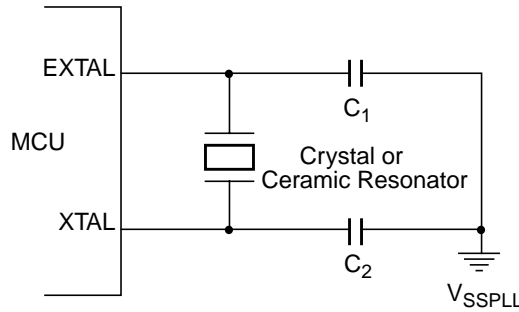 EXTAL
C1
MCU
Crystal or
Ceramic Resonator
XTAL
C2
VSSPLL